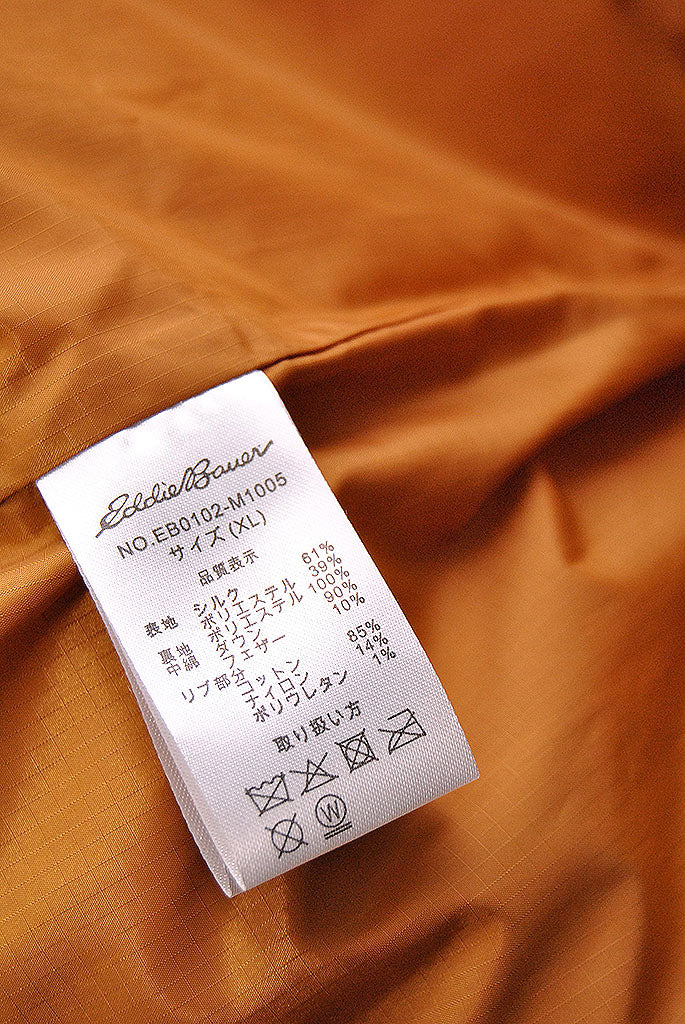 Eddie Bauer
NO.EB0102-M1005
サイズ(XL)
品質表示
表地 シルク 61%
ポリエステル 39%
裏地 ポリエステル 100%
中綿 ダウン 90%
フェザー 10%
リブ部分 コットン 85%
ナイロン 14%
ポリウレタン 1%
取り扱い方
W